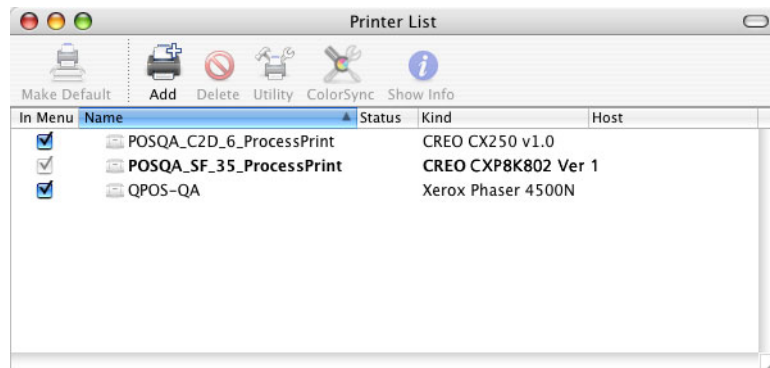 Printer List
Make Default Add Delete Utility ColorSync Show Info
In Menu Name Status Kind Host
POSQA_C2D_6_ProcessPrint CREO CX250 v1.0
POSQA_SF_35_ProcessPrint CREO CXP8K802 Ver 1
QPOS-QA Xerox Phaser 4500N